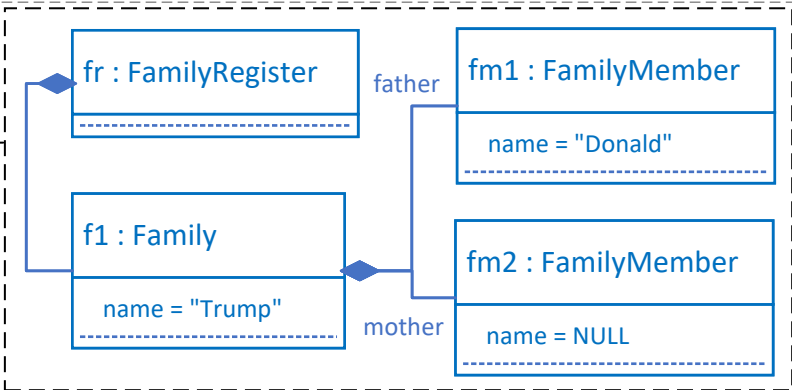 fr : FamilyRegister
father
fm1 : FamilyMember
name = "Donald"
f1 : Family
name = "Trump"
fm2 : FamilyMember
mother
name = NULL